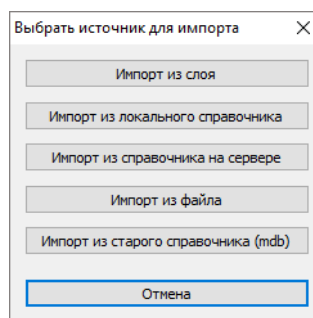 Выбрать источник для импорта
Импорт из слоя
Импорт из локального справочника
Импорт из справочника на сервере
Импорт из файла
Импорт из старого справочника (mdb)
Отмена